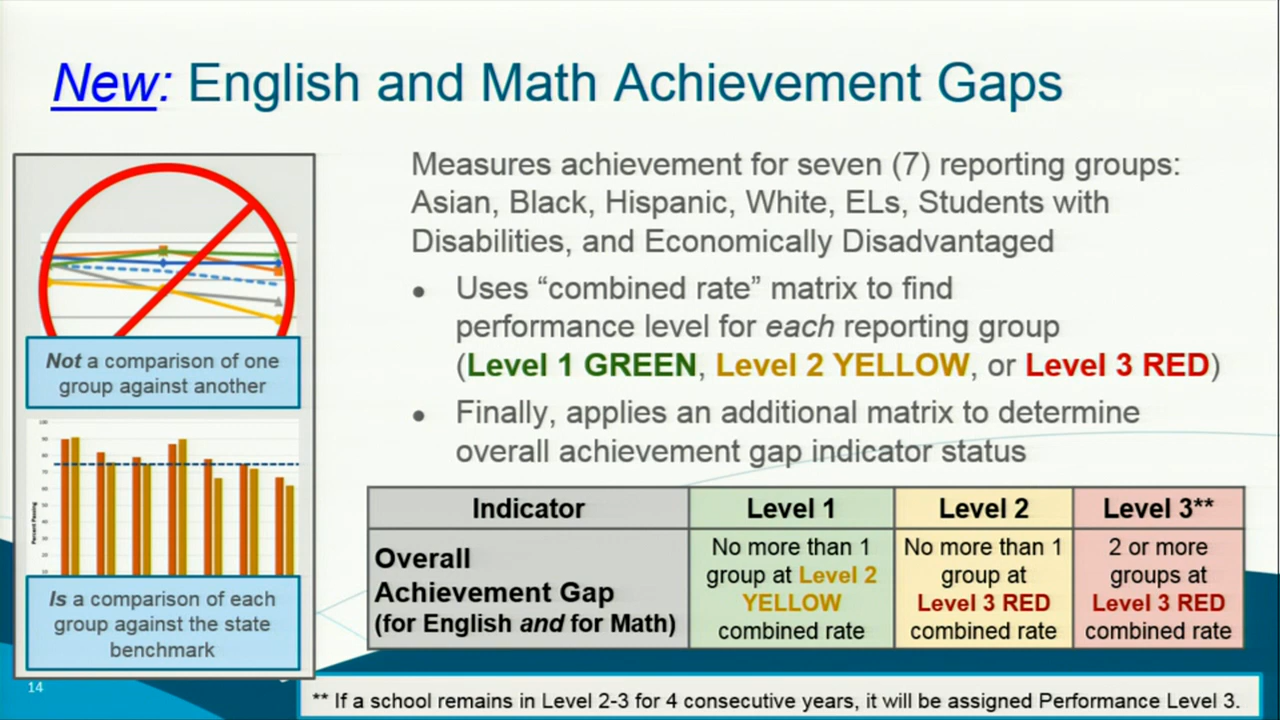 New: English and Math Achievement Gaps
Measures achievement for seven (7) reporting groups:
Asian, Black, Hispanic, White, ELs, Students with
Disabilities, and Economically Disadvantaged
● Uses “combined rate” matrix to find
performance level for each reporting group
(Level 1 GREEN, Level 2 YELLOW, or Level 3 RED)
● Finally, applies an additional matrix to determine
overall achievement gap indicator status
Not a comparison of one
group against another
Percent Passing
Is a comparison of each
group against the state
benchmark
Indicator Level 1 Level 2 Level 3**
Overall
Achievement Gap
(for English and for Math)
No more than 1
group at Level 2
YELLOW
combined rate
No more than 1
group at
Level 3 RED
combined rate
2 or more
groups at
Level 3 RED
combined rate
14
** If a school remains in Level 2-3 for 4 consecutive years, it will be assigned Performance Level 3.